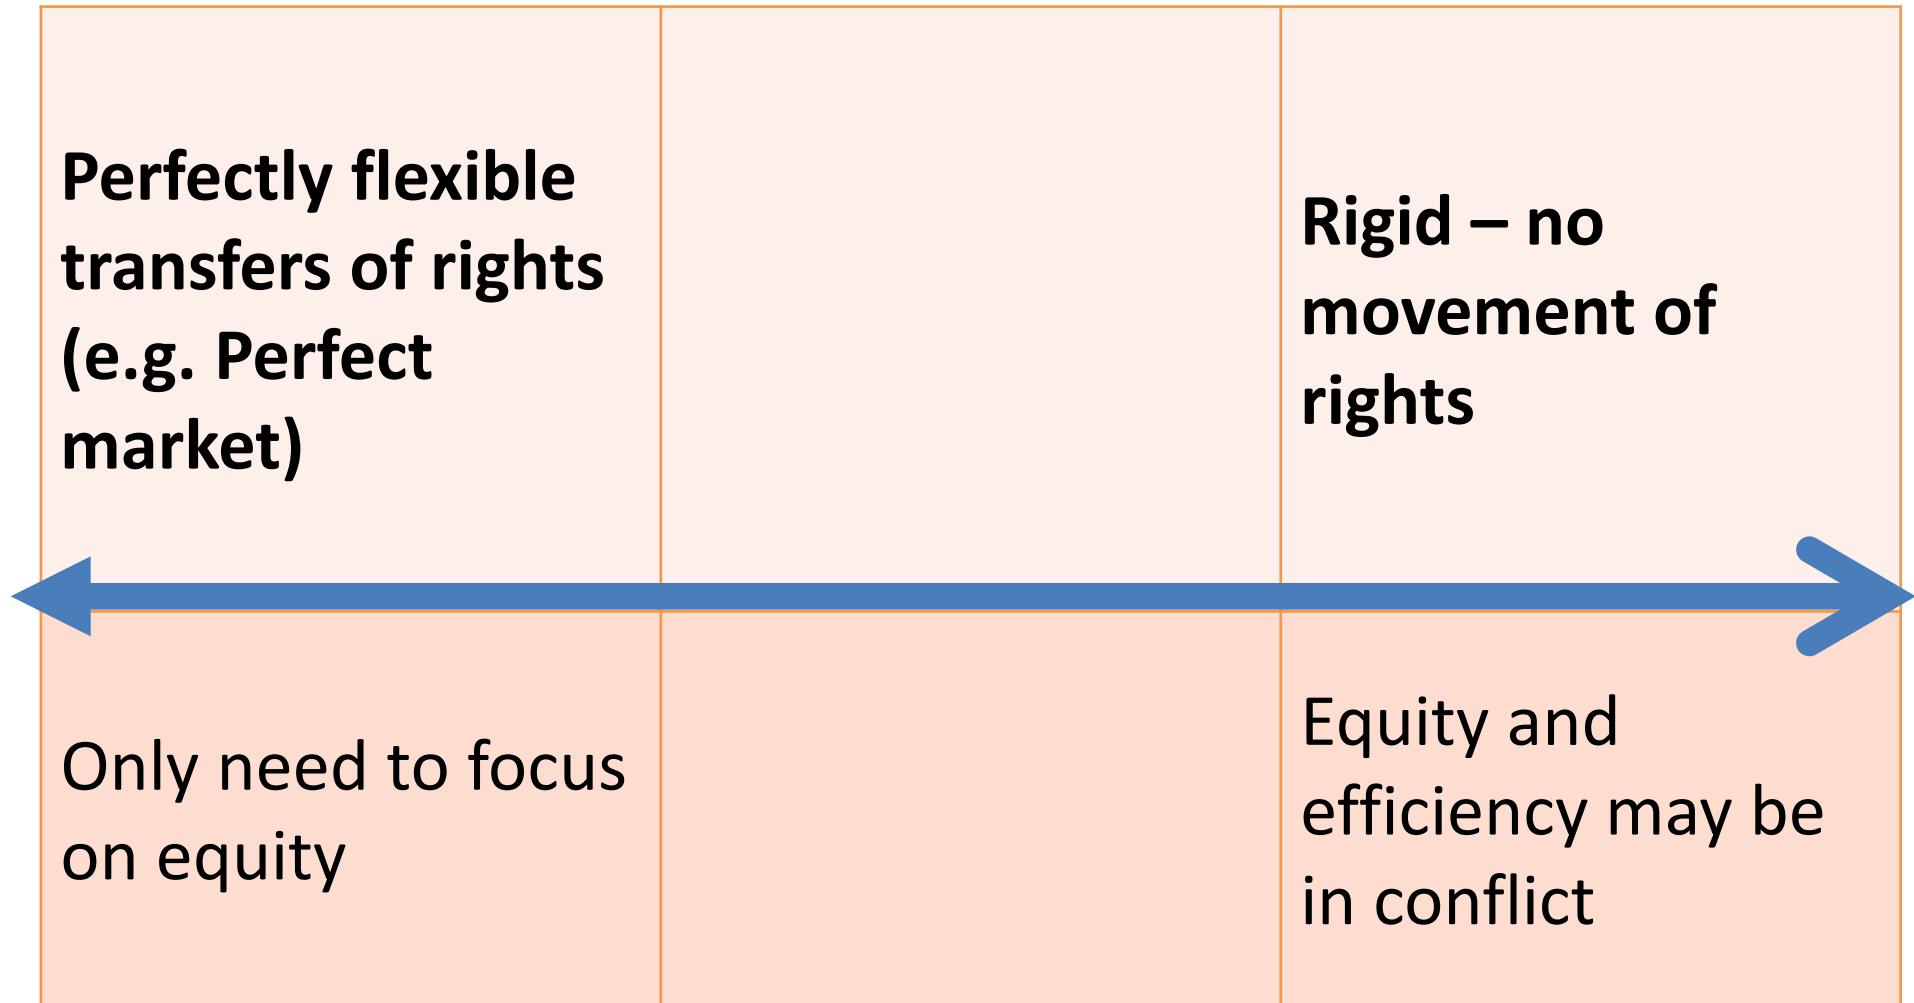 Perfectly flexible
transfers of rights
(e.g. Perfect
market)
Rigid – no
movement of
rights
Only need to focus
on equity
Equity and
efficiency may be
in conflict